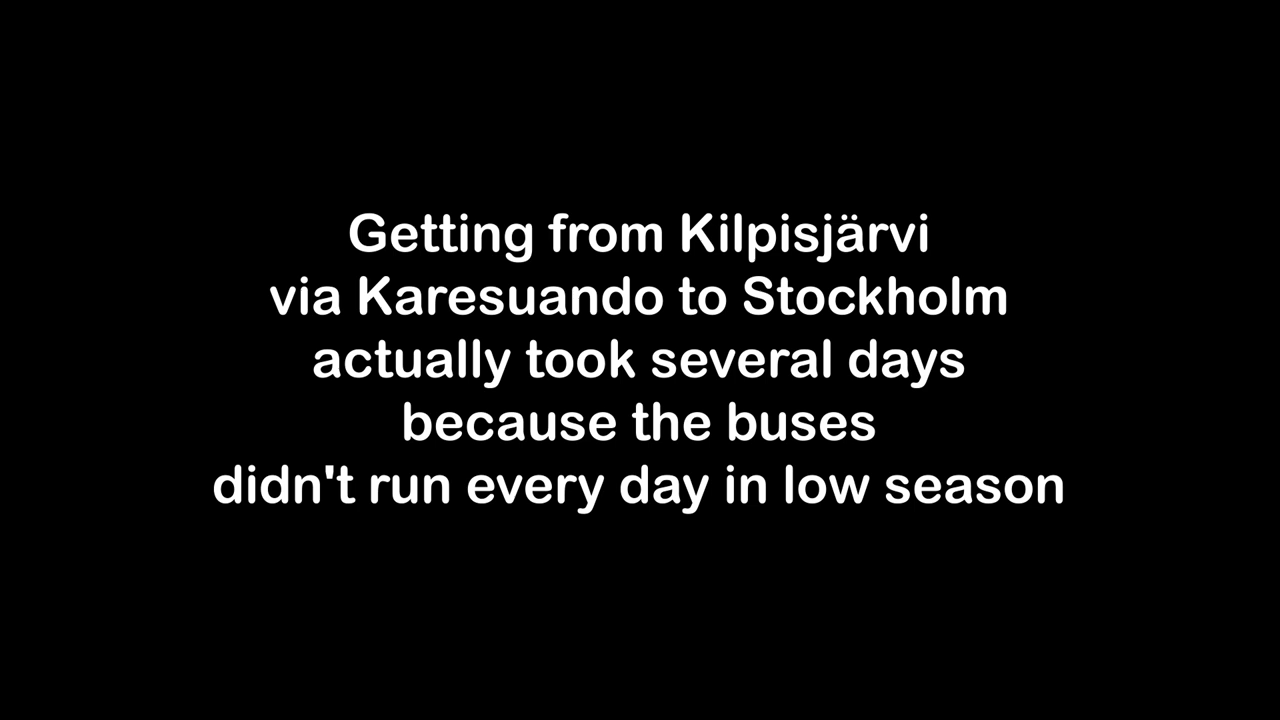 Getting from Kilpisjärvi
via Karesuando to Stockholm
actually took several days
because the buses
didn't run every day in low season